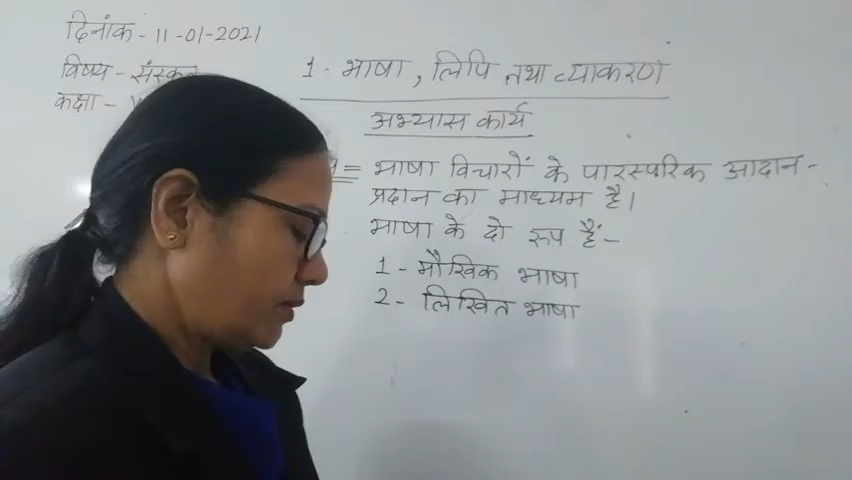 दिनांक - 11-01-2021
विषय - संस्कृत
कक्षा -
1 - भाषा, लिपि तथा व्याकरण
अभ्यास कार्य
= भाषा विचारों के पारस्परिक आदान-
प्रदान का माध्यम है।
भाषा के दो रूप हैं-
1 - मौखिक भाषा
2 - लिखित भाषा